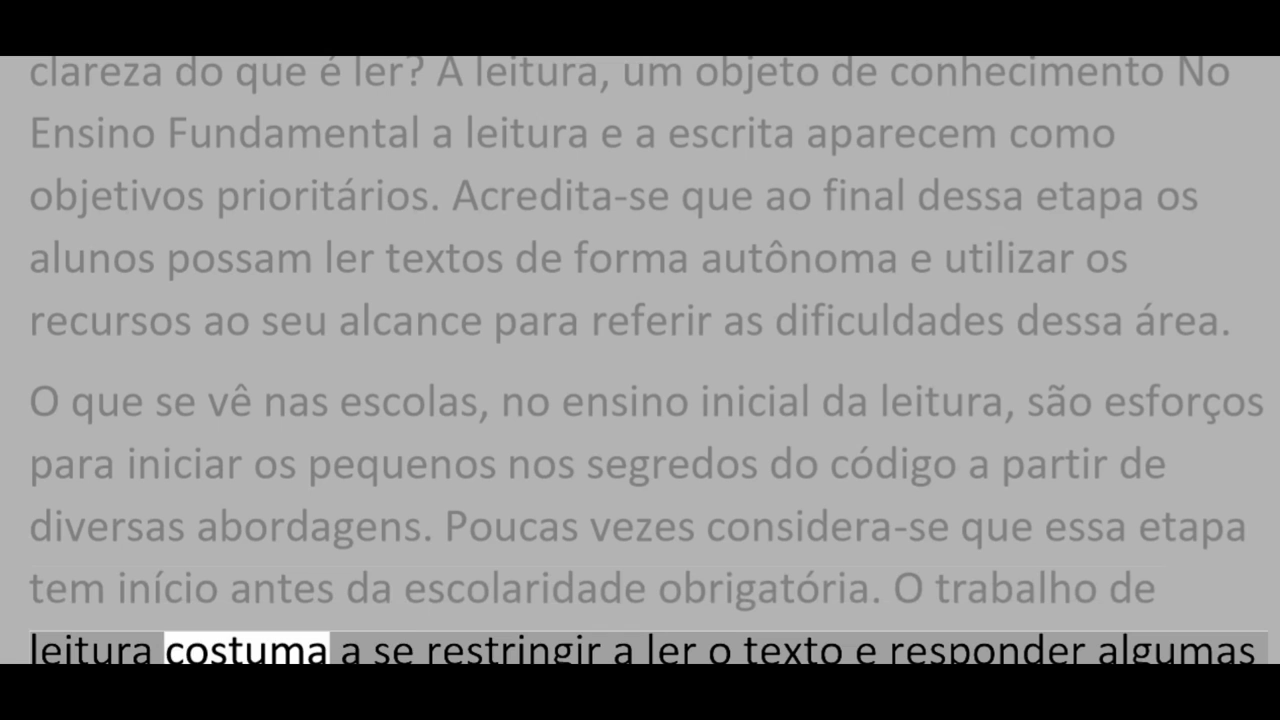 clareza do que é ler? A leitura, um objeto de conhecimento No
Ensino Fundamental a leitura e a escrita aparecem como
objetivos prioritários. Acredita-se que ao final dessa etapa os
alunos possam ler textos de forma autônoma e utilizar os
recursos ao seu alcance para referir as dificuldades dessa área.
O que se vê nas escolas, no ensino inicial da leitura, são esforços
para iniciar os pequenos nos segredos do código a partir de
diversas abordagens. Poucas vezes considera-se que essa etapa
tem início antes da escolaridade obrigatória. O trabalho de
leitura costuma a se restringir a ler o texto e responder algumas